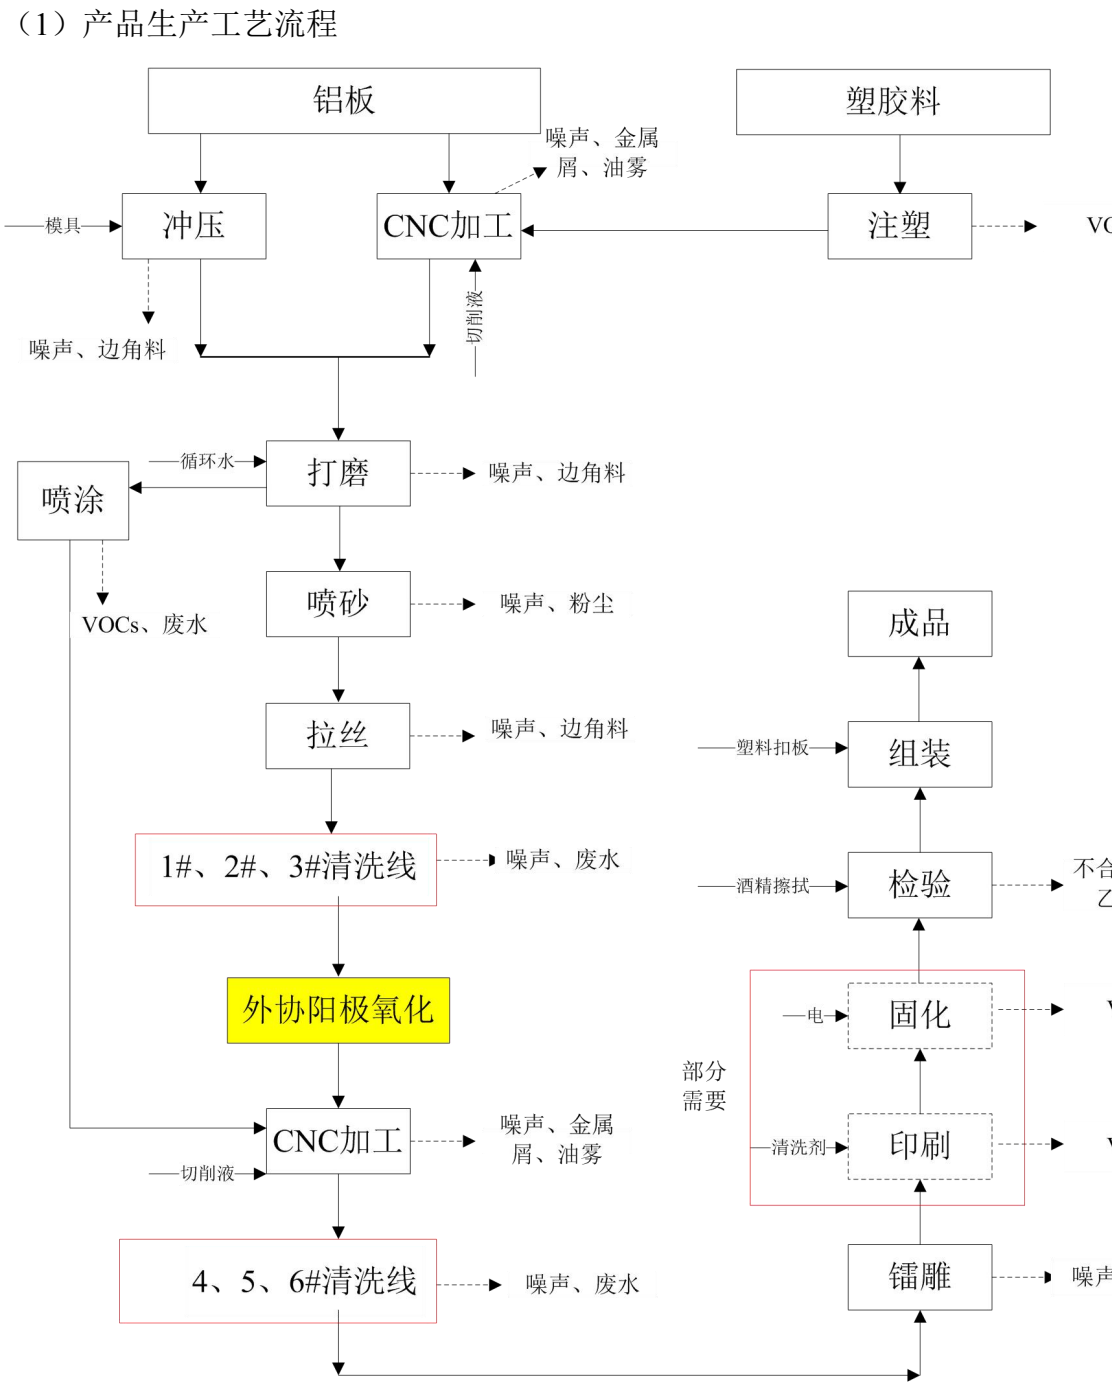 （1）产品生产工艺流程
铝板
塑胶料
噪声、金属
屑、油雾
模具
冲压
CNC加工
注塑
VO
切削液
噪声、边角料
循环水
打磨
噪声、边角料
喷涂
喷砂
噪声、粉尘
VOCs、废水
成品
拉丝
噪声、边角料
塑料扣板
组装
1#、2#、3#清洗线
噪声、废水
酒精擦拭
检验
不合
外协阳极氧化
电
固化
部分
需要
CNC加工
噪声、金属
屑、油雾
切削液
清洗剂
印刷
4、5、6#清洗线
噪声、废水
镭雕
噪声